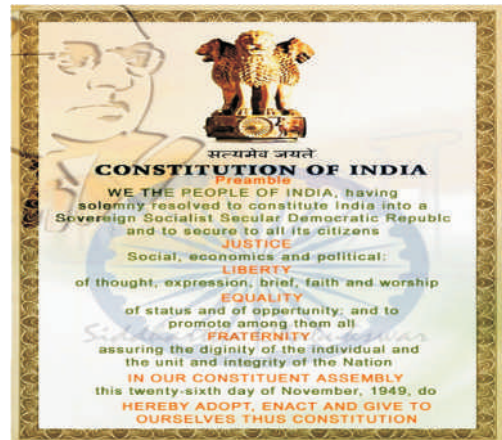 सत्यमेव जयते
CONSTITUTION OF INDIA
Preamble
WE THE PEOPLE OF INDIA, having
solemny resolved to constitute India into a
Sovereign Socialist Secular Democratic Republc
and to secure to all its citizens
JUSTICE
Social, economics and political:
LIBERTY
of thought, expression, brief, faith and worship
EQUALITY
of status and of opportunity; and to
promote among them all
FRATERNITY
assuring the diginity of the individual and
the unit and integrity of the Nation
IN OUR CONSTITUENT ASSEMBLY
this twenty-sixth day of November, 1949, do
HEREBY ADOPT, ENACT AND GIVE TO
OURSELVES THUS CONSTITUTION